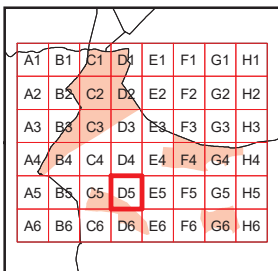 A1 B1 C1 D1 E1 F1 G1 H1
A2 B2 C2 D2 E2 F2 G2 H2
A3 B3 C3 D3 E3 F3 G3 H3
A4 B4 C4 D4 E4 F4 G4 H4
A5 B5 C5 D5 E5 F5 G5 H5
A6 B6 C6 D6 E6 F6 G6 H6